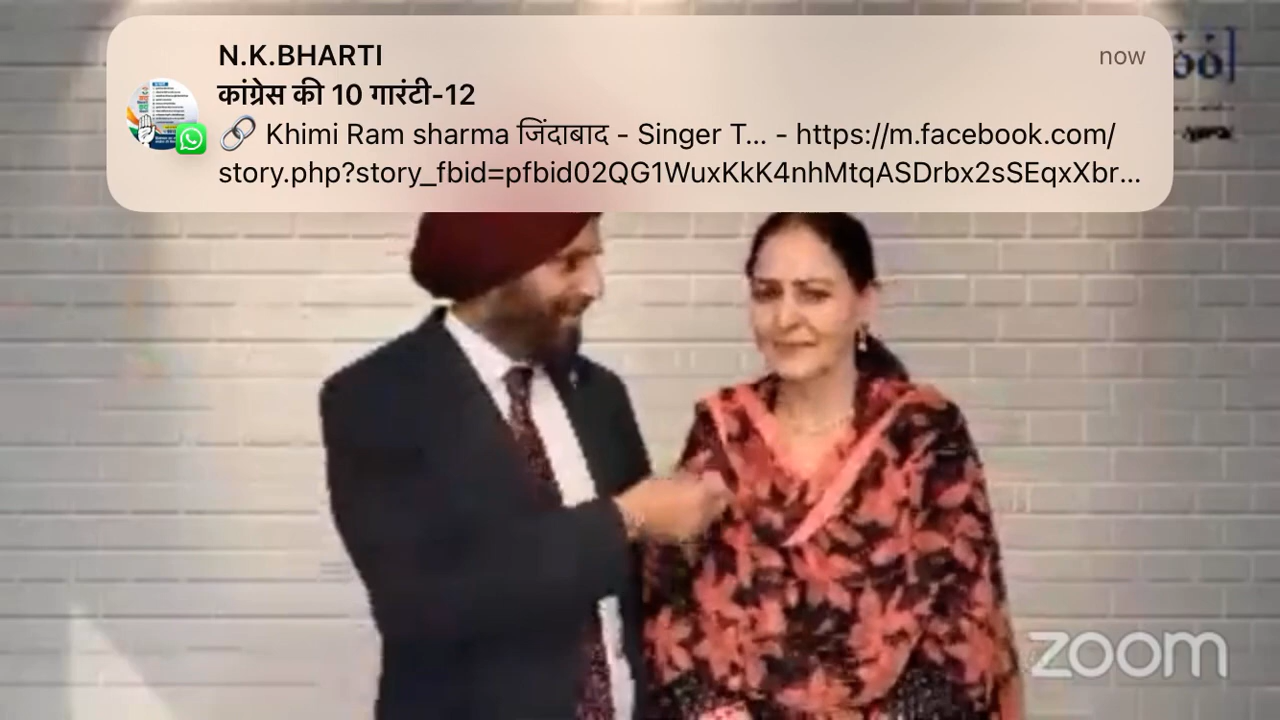 N.K.BHARTI
now
कांग्रेस की 10 गारंटी-12
Khimi Ram sharma जिंदाबाद - Singer T... - https://m.facebook.com/
story.php?story_fbid=pfbid02QG1WuxKkK4nhMtqASDrbx2sSEqxXbr...
zoom